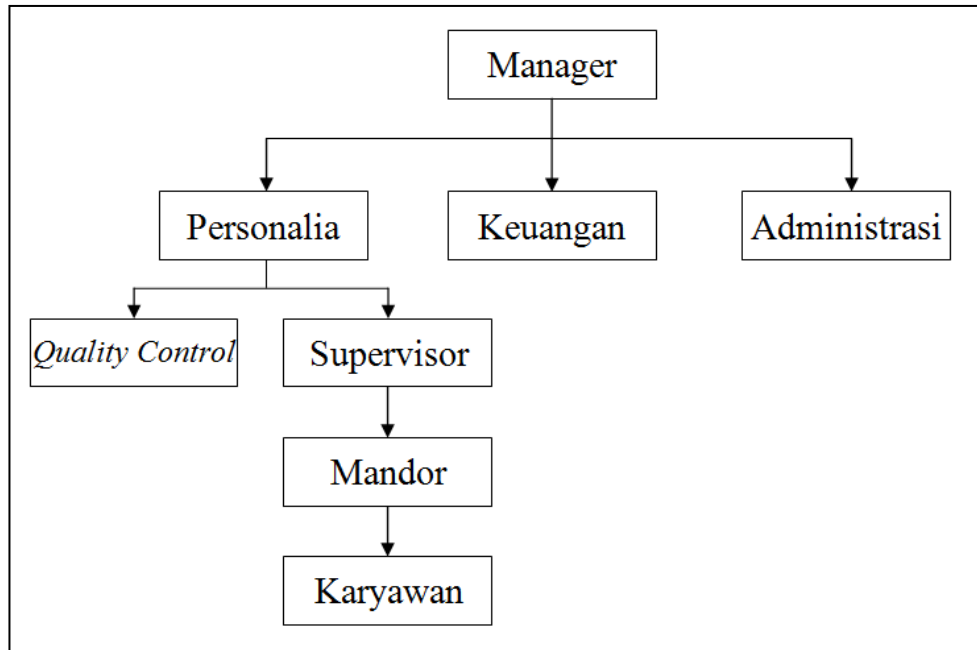 Manager
Personalia
Keuangan
Administrasi
Quality Control
Supervisor
Mandor
Karyawan